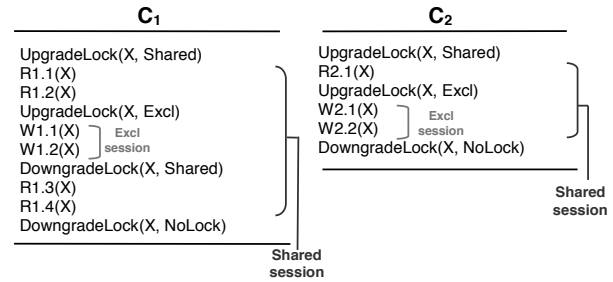 C1
UpgradeLock(X, Shared)
R1.1(X)
R1.2(X)
UpgradeLock(X, Excl)
W1.1(X)
W1.2(X)
Excl
session
DowngradeLock(X, Shared)
R1.3(X)
R1.4(X)
DowngradeLock(X, NoLock)
Shared
session
C2
UpgradeLock(X, Shared)
R2.1(X)
UpgradeLock(X, Excl)
W2.1(X)
W2.2(X)
Excl
session
DowngradeLock(X, NoLock)
Shared
session